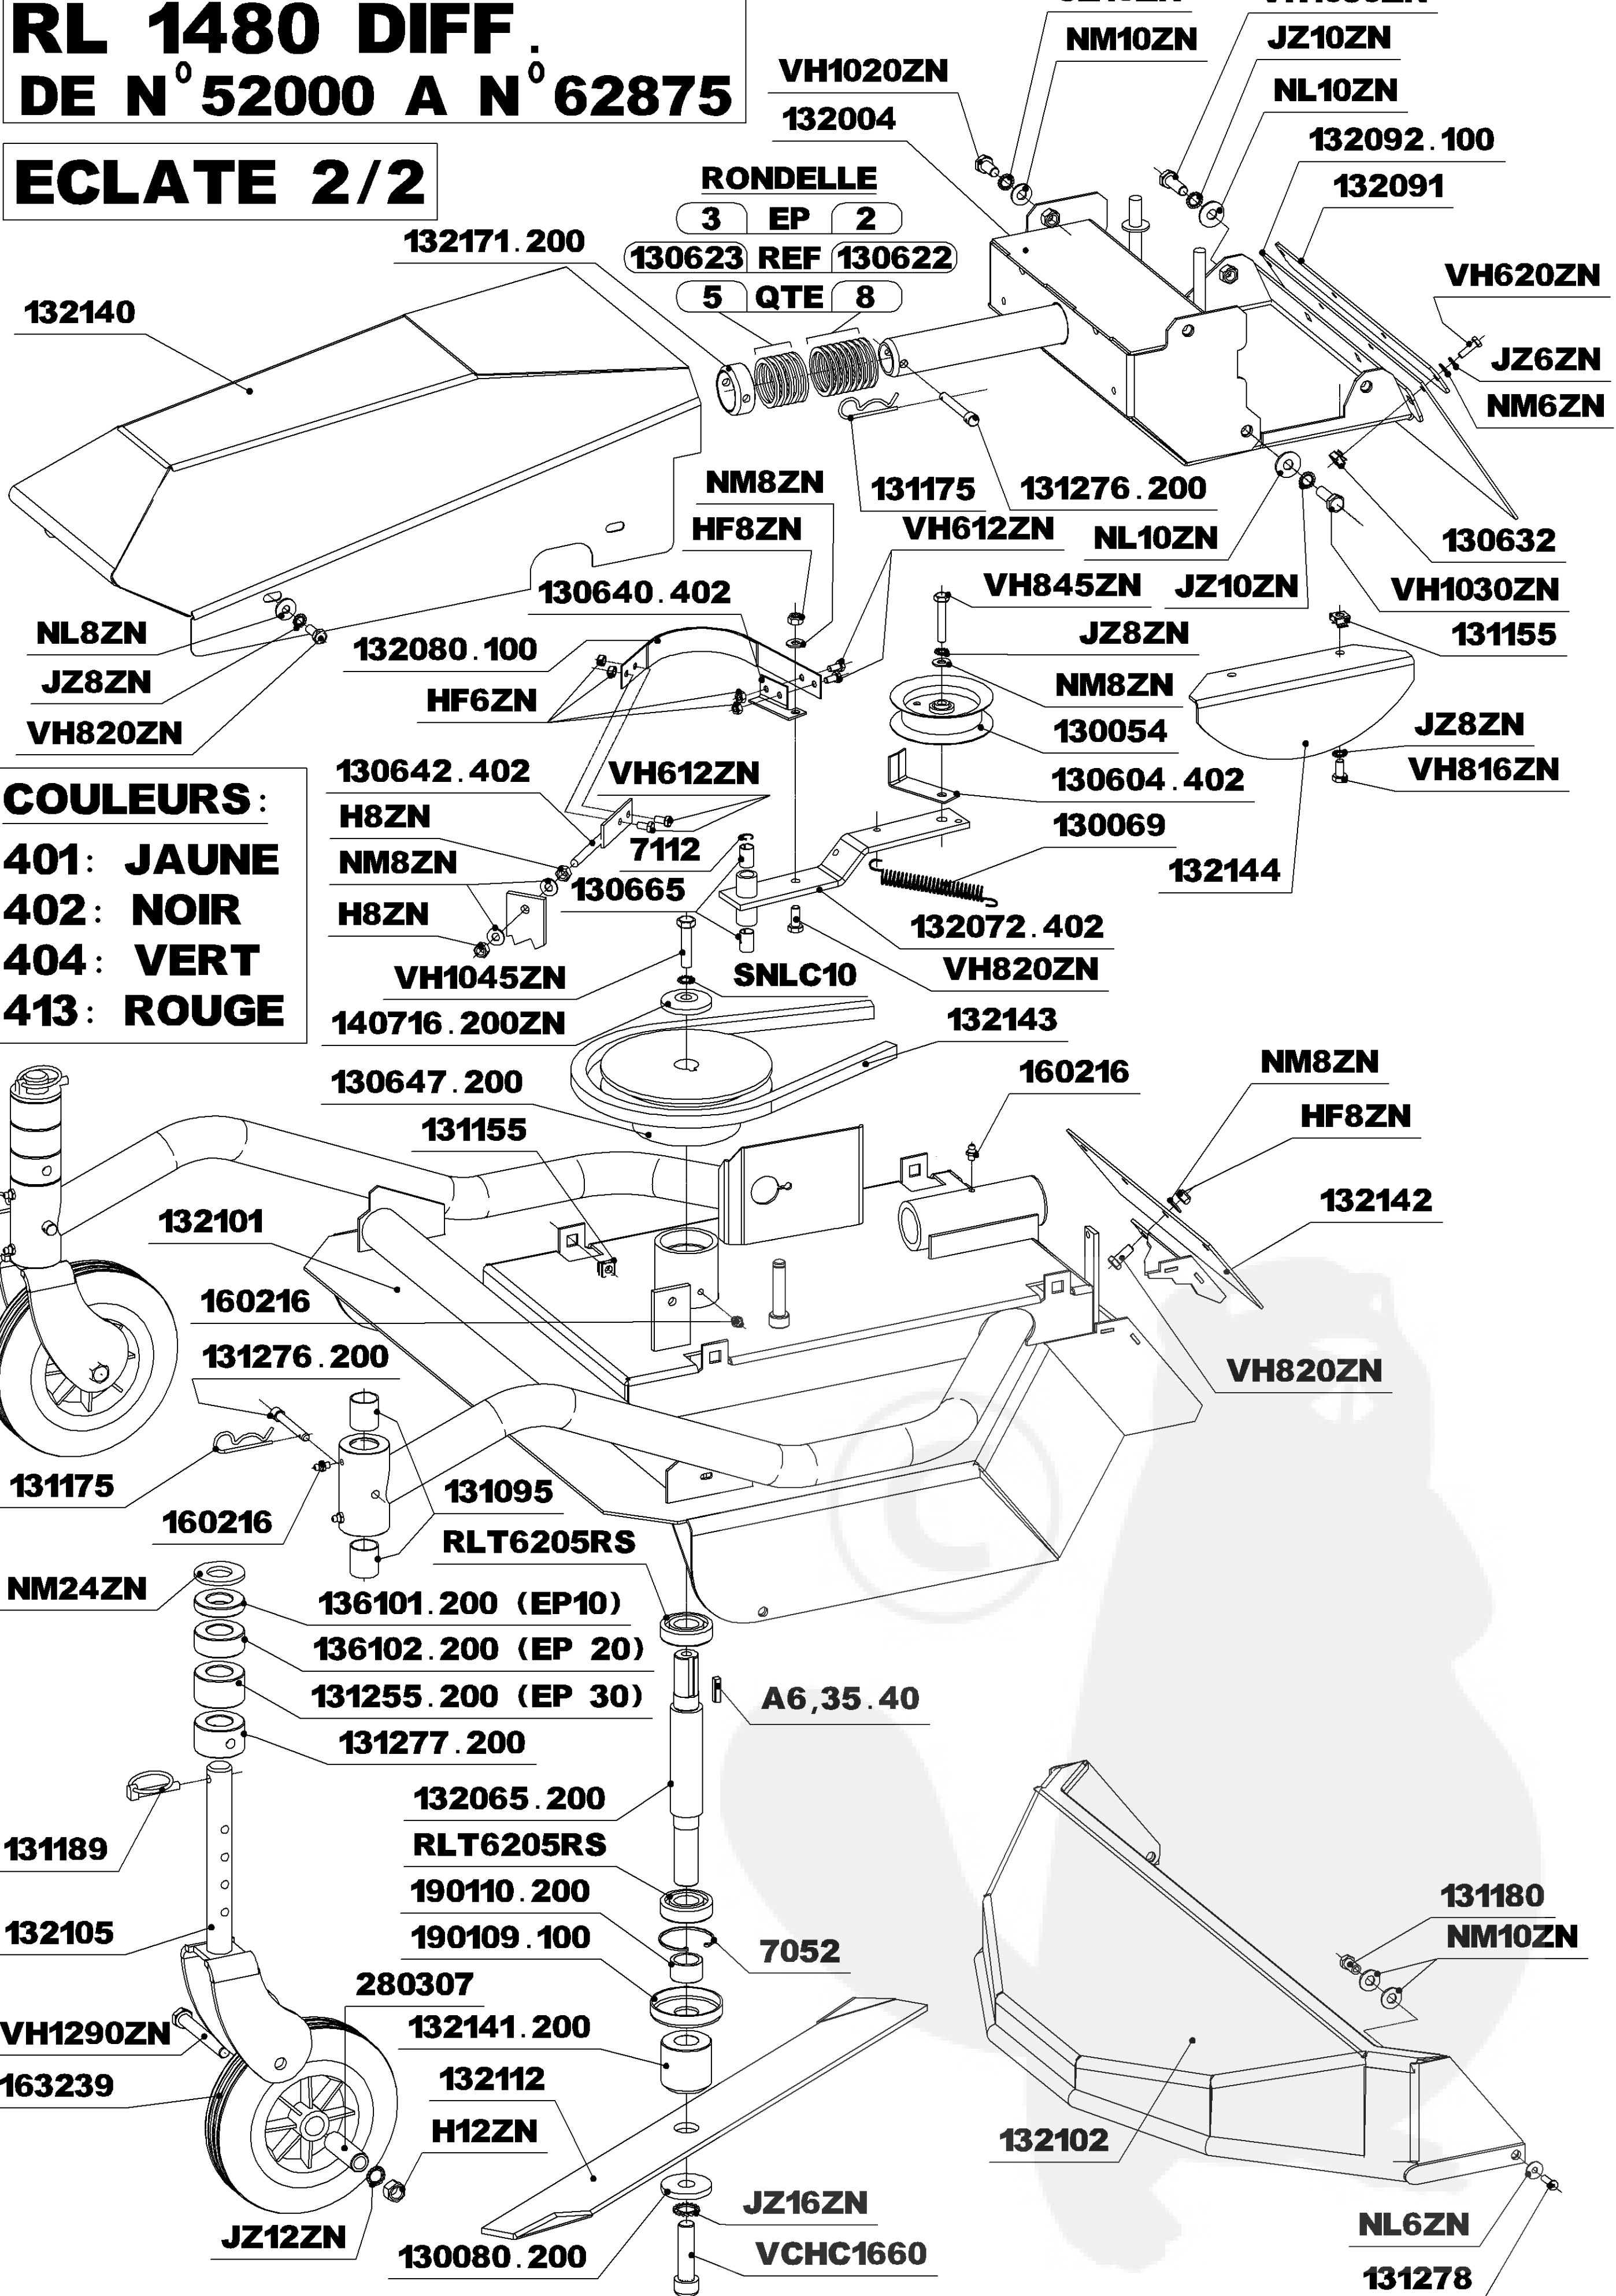 RL 1480 DIFF.
DE N°52000 A N°62875
ECLATE 2/2
NM10ZN
JZ10ZN
VH1020ZN
132004
NL10ZN
132092.100
132091
RONDELLE
3 EP 2
130623 REF 130622
5 QTE 8
132171.200
132140
VH620ZN
JZ6ZN
NM6ZN
NM8ZN
HF8ZN
131175
131276.200
VH612ZN
NL10ZN
130632
130640.402
VH845ZN
JZ10ZN
VH1030ZN
NL8ZN
132080.100
JZ8ZN
131155
JZ8ZN
HF6ZN
NM8ZN
VH820ZN
130054
JZ8ZN
130642.402
VH612ZN
130604.402
VH816ZN
COULEURS:
401: JAUNE
402: NOIR
404: VERT
413: ROUGE
H8ZN
7112
130069
NM8ZN
130665
132144
H8ZN
132072.402
VH1045ZN
SNLC10
VH820ZN
140716.200ZN
132143
130647.200
160216
NM8ZN
131155
HF8ZN
132101
132142
160216
131276.200
VH820ZN
131175
131095
160216
RLT6205RS
NM24ZN
136101.200 (EP10)
136102.200 (EP 20)
131255.200 (EP 30)
A6,35.40
131277.200
132065.200
131189
RLT6205RS
190110.200
131180
132105
190109.100
7052
NM10ZN
280307
VH1290ZN
132141.200
163239
132112
H12ZN
132102
JZ16ZN
JZ12ZN
NL6ZN
130080.200
VCHC1660
131278
©